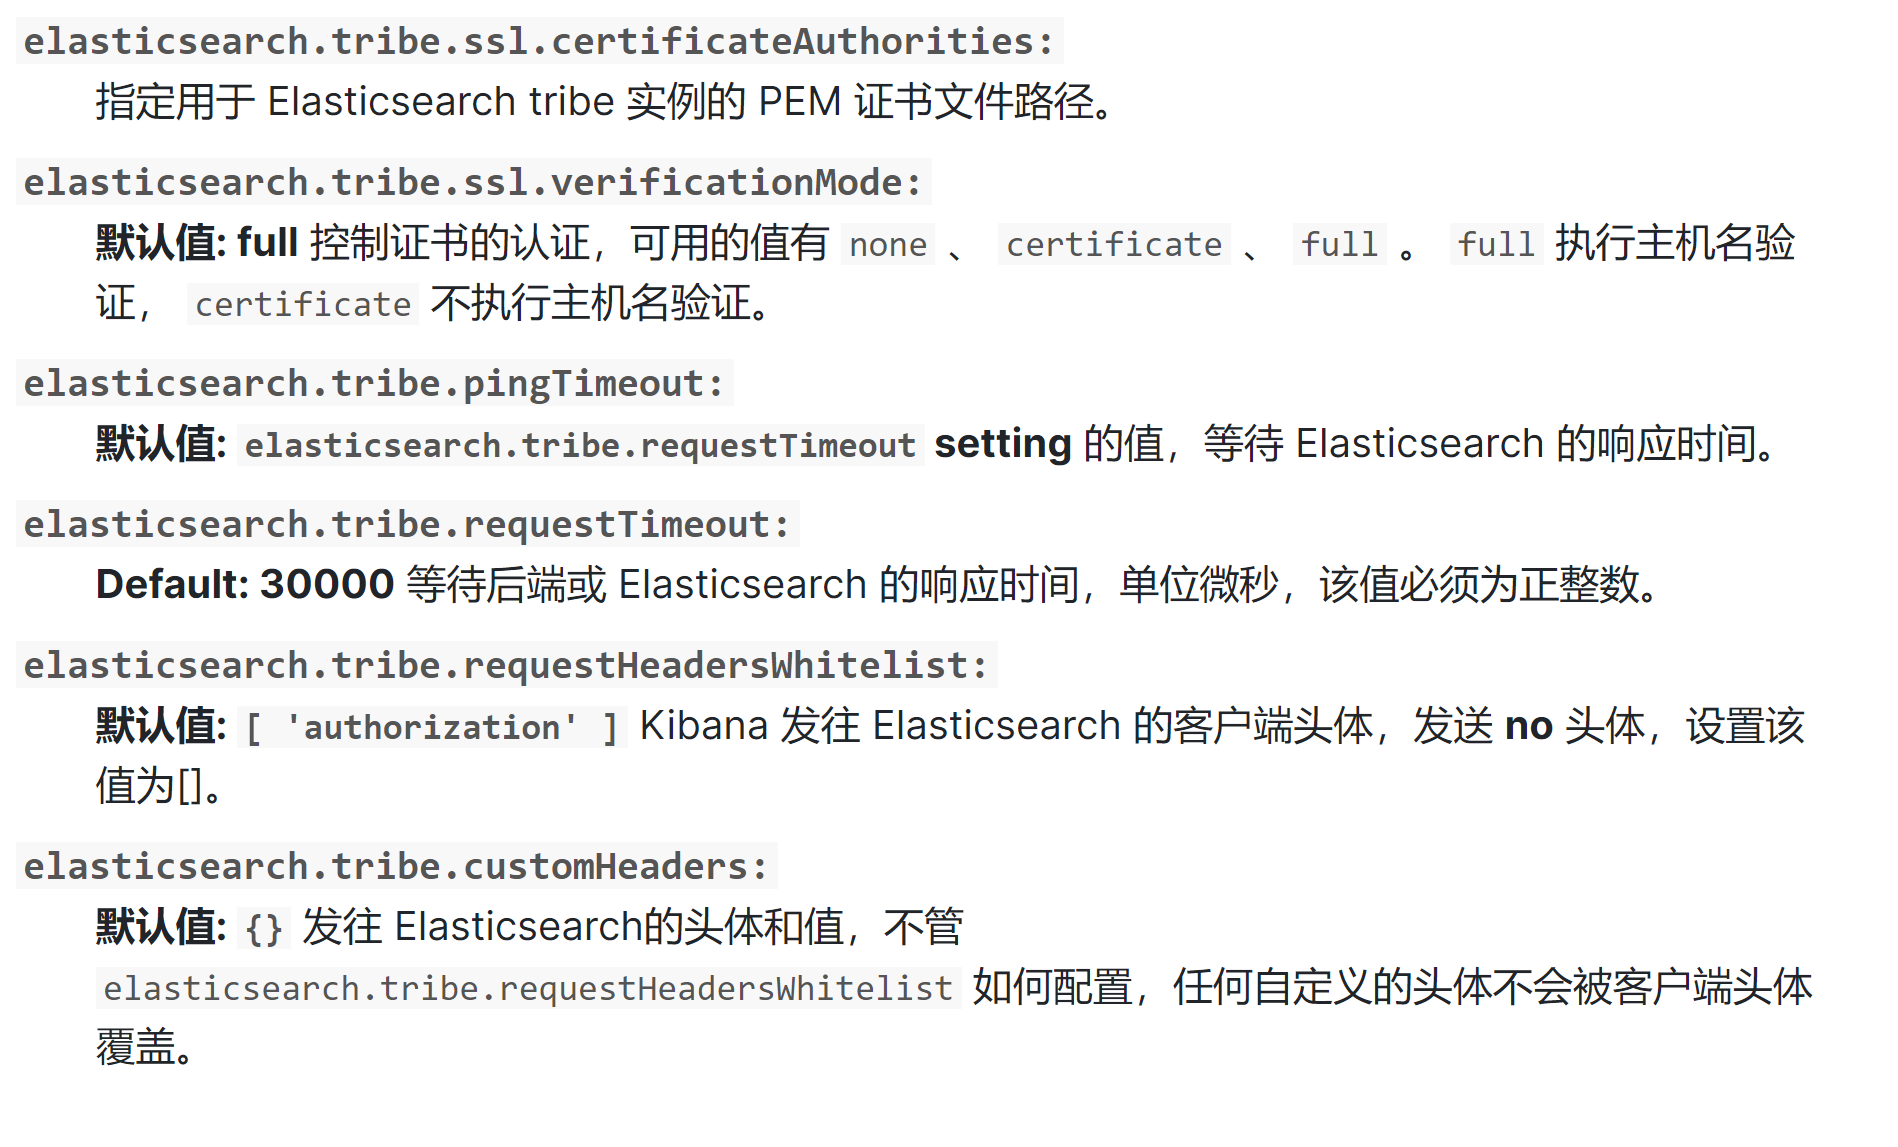 elasticsearch.tribe.ssl.certificateAuthorities:
指定用于 Elasticsearch tribe 实例的 PEM 证书文件路径。
elasticsearch.tribe.ssl.verificationMode:
默认值: full 控制证书的认证，可用的值有 none 、 certificate 、 full 。 full 执行主机名验
证， certificate 不执行主机名验证。
elasticsearch.tribe.pingTimeout:
默认值: elasticsearch.tribe.requestTimeout setting 的值，等待 Elasticsearch 的响应时间。
elasticsearch.tribe.requestTimeout:
Default: 30000 等待后端或 Elasticsearch 的响应时间，单位微秒，该值必须为正整数。
elasticsearch.tribe.requestHeadersWhitelist:
默认值: [ 'authorization' ] Kibana 发往 Elasticsearch 的客户端头体，发送 no 头体，设置该
值为[]。
elasticsearch.tribe.customHeaders:
默认值: {} 发往 Elasticsearch的头体和值，不管
elasticsearch.tribe.requestHeadersWhitelist 如何配置，任何自定义的头体不会被客户端头体
覆盖。